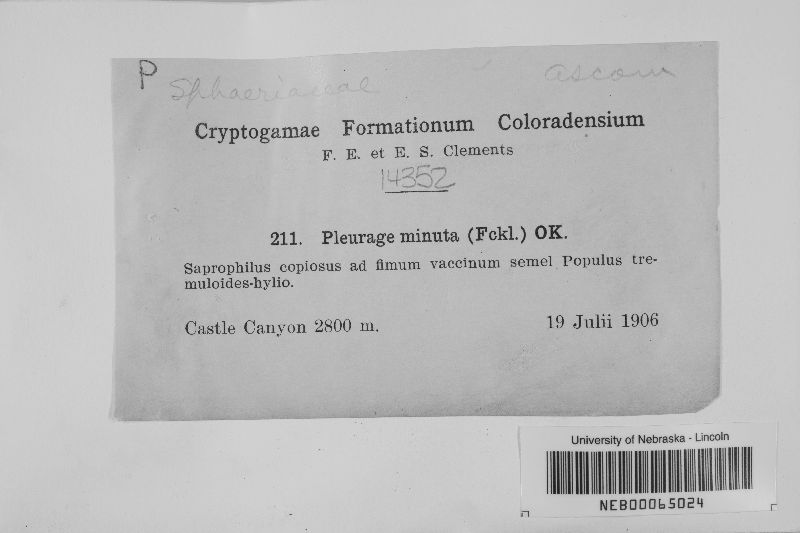 P
Sphaeriaceae ascom
Cryptogamae Formationum Coloradensium
F. E. et E. S. Clements
14352
211. Pleurage minuta (Fckl.) OK.
Saprophilus copiosus ad fimum vaccinum semel Populus tre-
muloides-hylio.
Castle Canyon 2800 m. 19 Julii 1906
University of Nebraska - Lincoln
NEB00065024